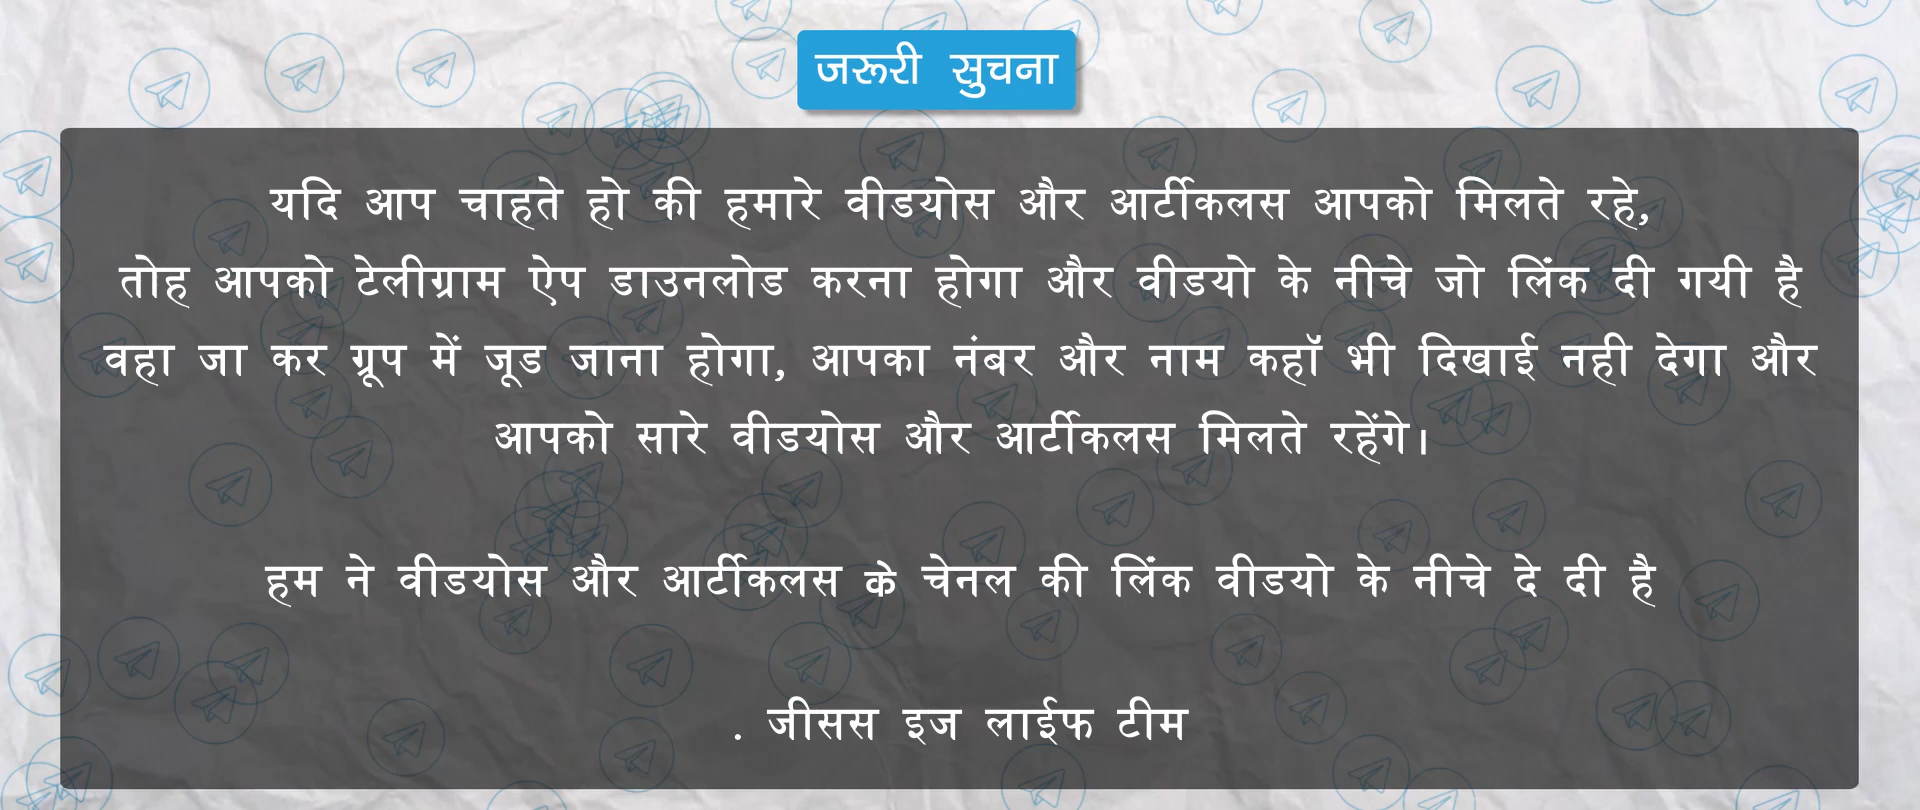 जरूरी सुचना
यदि आप चाहते हो की हमारे वीडयोस और आर्टीकलस आपको मिलते रहे,
तोह आपको टेलीग्राम ऐप डाउनलोड करना होगा और वीडयो के नीचे जो लिंक दी गयी है
वहा जा कर ग्रूप में जूड जाना होगा, आपका नंबर और नाम कहाॅ भी दिखाई नही देगा और
आपको सारे वीडयोस और आर्टीकलस मिलते रहेंगे।
हम ने वीडयोस और आर्टीकलस के चेनल की लिंक वीडयो के नीचे दे दी है
. जीसस इज लाईफ टीम